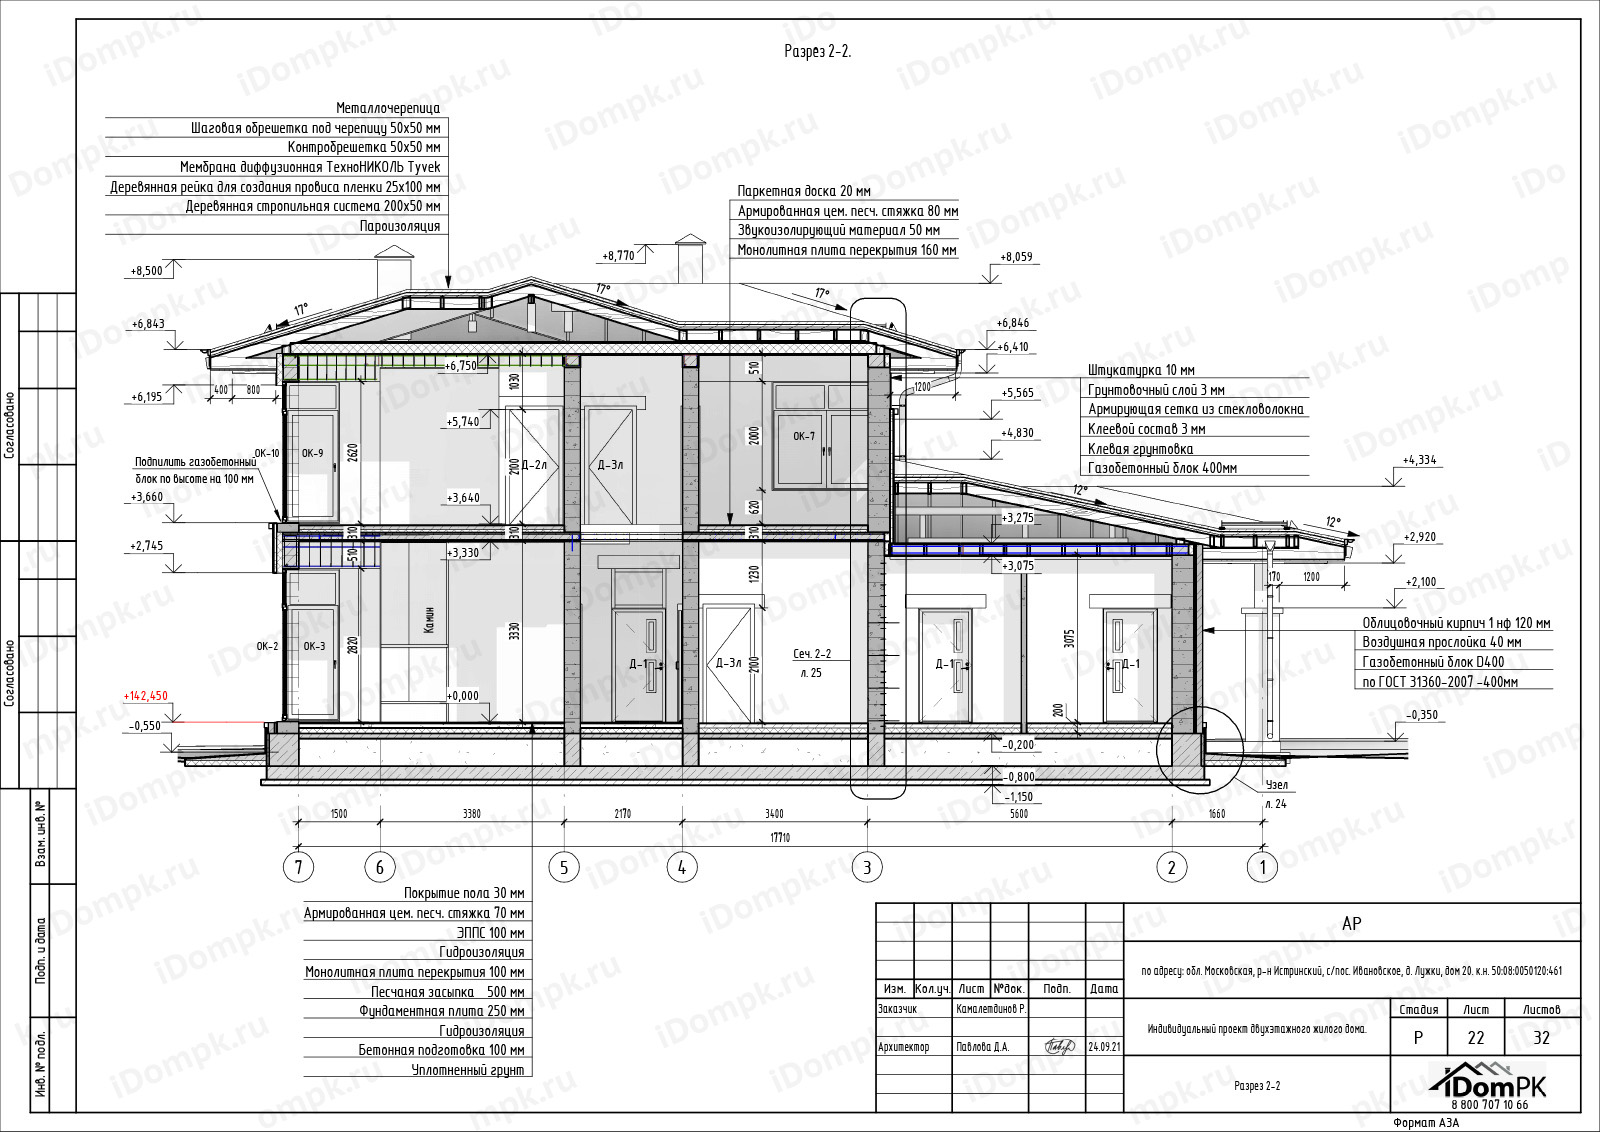 Разрез 2-2.
Металлочерепица
Шаговая обрешетка под черепицу 50х50 мм
Контробрешетка 50х50 мм
Мембрана диффузионная ТехноНИКОЛЬ Tyvek
Деревянная рейка для создания провиса пленки 25х100 мм
Деревянная стропильная система 200х50 мм
Пароизоляция
Паркетная доска 20 мм
Армированная цем. песч. стяжка 80 мм
Звукоизолирующий материал 50 мм
Монолитная плита перекрытия 160 мм
+8,500
+8,770
+8,059
17°
17°
17°
+6,843
+6,846
+6,410
+6,195
400
800
+6,750
1030
510
1200
+5,565
+4,830
+5,740
Штукатурка 10 мм
Грунтовочный слой 3 мм
Армирующая сетка из стекловолокна
Клеевой состав 3 мм
Клевая грунтовка
Газобетонный блок 400мм
+4,334
12°
12°
Подпилить газобетонный
блок по высоте на 100 мм
ОК-10
ОК-9
2620
2100
Д-2л
Д-3л
2000
ОК-7
620
+3,660
+3,640
310
310
310
+3,275
+2,745
510
+3,330
+3,075
+2,920
170
1200
+2,100
1230
ОК-2
ОК-3
2820
Камин
3330
Д-1
Д-3л
2100
Сеч. 2-2
л. 25
Д-1
3075
Д-1
200
Облицовочный кирпич 1 нф 120 мм
Воздушная прослойка 40 мм
Газобетонный блок D400
по ГОСТ 31360-2007 -400мм
+142,450
+0,000
-0,550
-0,350
-0,200
-0,800
-1,150
Узел
л. 24
1500
3380
2170
3400
5600
1660
17710
7
6
5
4
3
2
1
Покрытие пола 30 мм
Армированная цем. песч. стяжка 70 мм
ЭППС 100 мм
Гидроизоляция
Монолитная плита перекрытия 100 мм
Песчаная засыпка 500 мм
Фундаментная плита 250 мм
Гидроизоляция
Бетонная подготовка 100 мм
Уплотненный грунт
Согласовано
Согласовано
Взам. инв. №
Подп. и дата
Инв. № подл.
АР
по адресу: обл. Московская, р-н Истринский, с/пос. Ивановское, д. Лужки, дом 20. к.н. 50:08:0050120:461
Изм. Кол.уч. Лист №док. Подп. Дата
Заказчик Камалетдинов Р.
Архитектор Павлова Д.А. 24.09.21
Индивидуальный проект двухэтажного жилого дома.
Стадия Лист Листов
Р 22 32
Разрез 2-2
iDomPK
8 800 707 10 66
Формат А3А